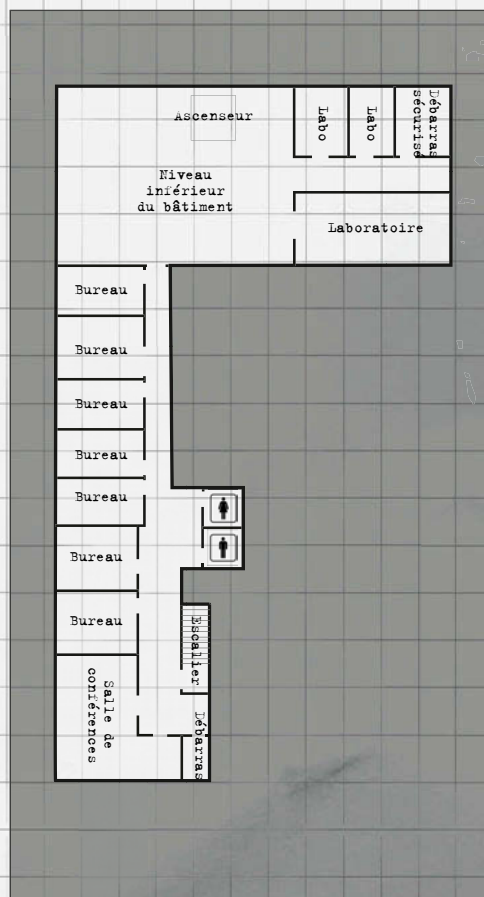 Ascenseur
Labo
Labo
Débarras
sécurisé
Niveau
inférieur
du bâtiment
Laboratoire
Bureau
Bureau
Bureau
Bureau
Bureau
Bureau
Bureau
Escalier
Salle de
conférences
Débarras